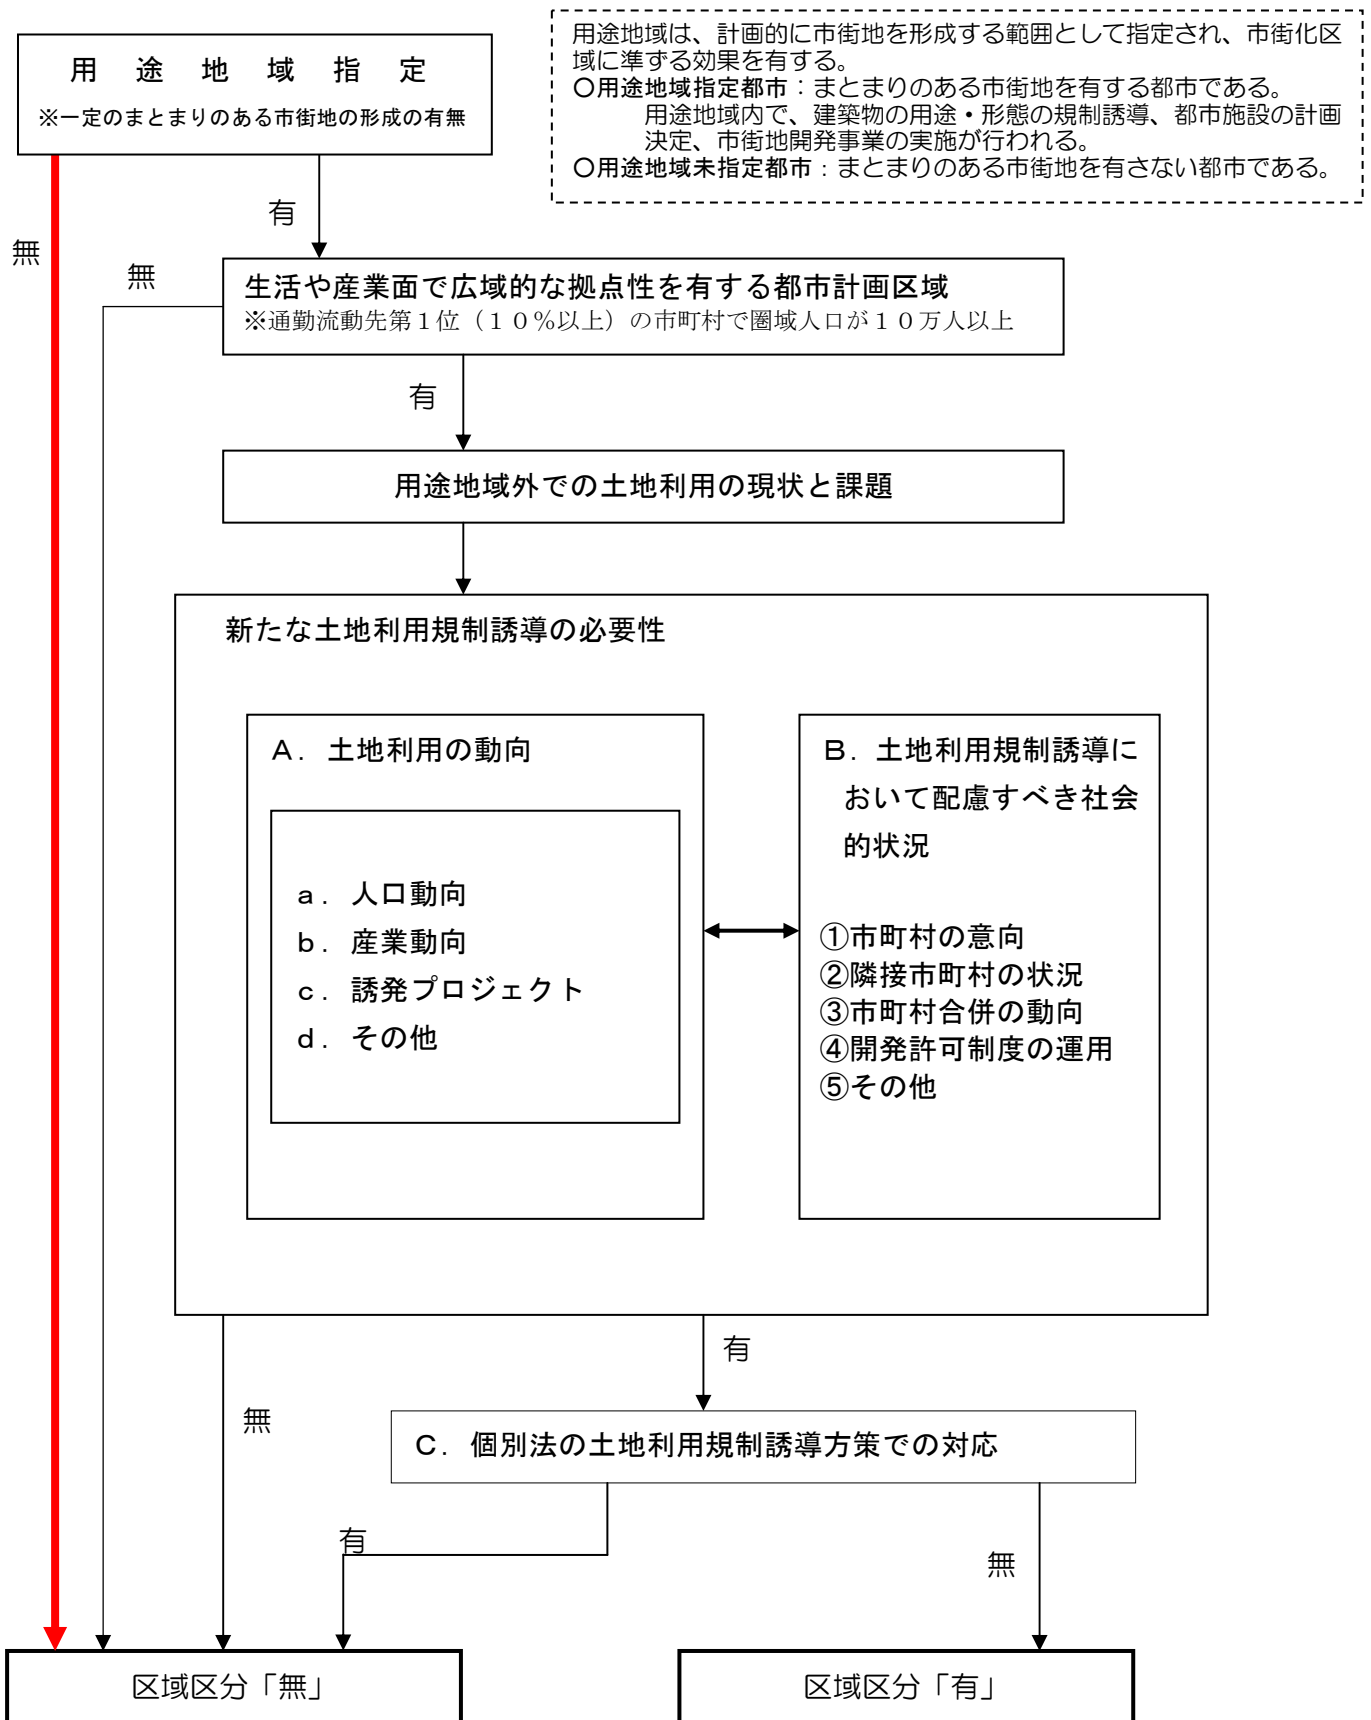 用途地域指定
※一定のまとまりのある市街地の形成の有無
用途地域は、計画的に市街地を形成する範囲として指定され、市街化区
域に準ずる効果を有する。
〇用途地域指定都市：まとまりのある市街地を有する都市である。
用途地域内で、建築物の用途・形態の規制誘導、都市施設の計画
決定、市街地開発事業の実施が行われる。
〇用途地域未指定都市：まとまりのある市街地を有さない都市である。
有
無
無
生活や産業面で広域的な拠点性を有する都市計画区域
※通勤流動先第１位（１０％以上）の市町村で圏域人口が１０万人以上
有
用途地域外での土地利用の現状と課題
新たな土地利用規制誘導の必要性
Ａ．土地利用の動向
ａ．人口動向
ｂ．産業動向
ｃ．誘発プロジェクト
ｄ．その他
Ｂ．土地利用規制誘導に
おいて配慮すべき社会
的状況
①市町村の意向
②隣接市町村の状況
③市町村合併の動向
④開発許可制度の運用
⑤その他
有
無
Ｃ．個別法の土地利用規制誘導方策での対応
有
無
区域区分「無」
区域区分「有」